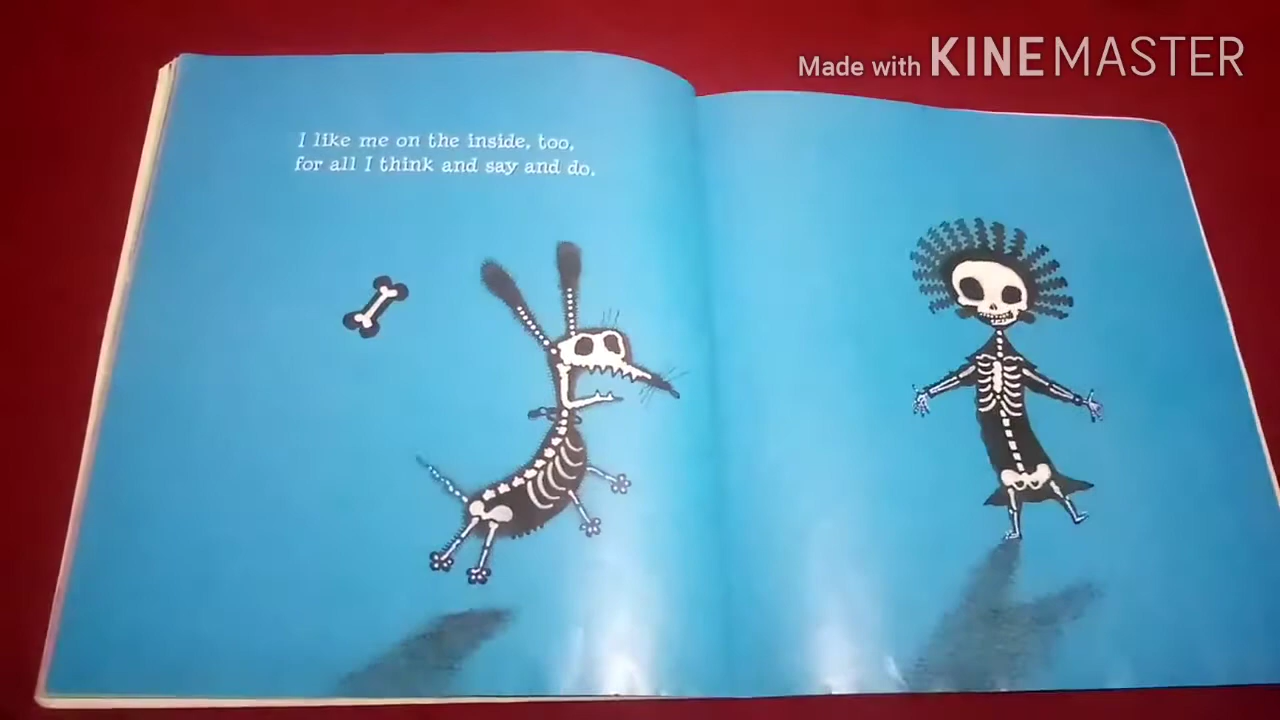 Made with KINEMASTER
I like me on the inside, too,
for all I think and say and do.